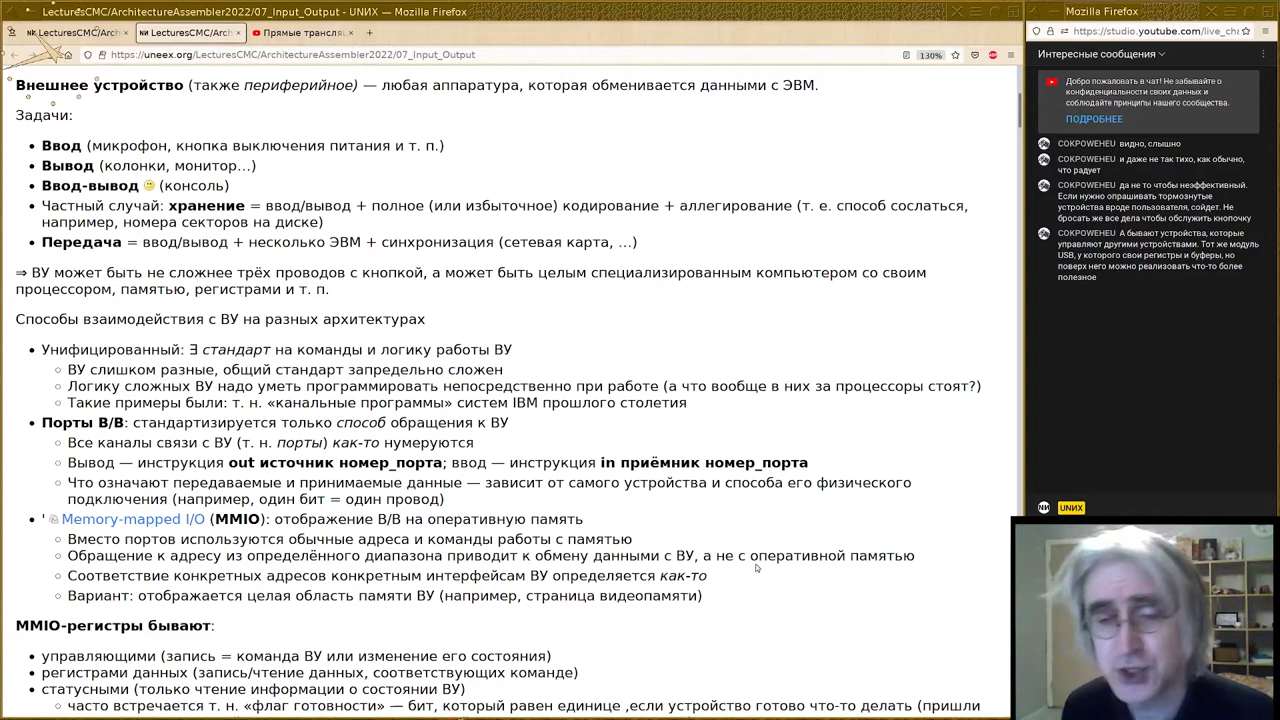 LecturesCMC/ArchitectureAssembler2022/07_Input_Output - UNИX — Mozilla Firefox
LecturesCMC/Architectur
LecturesCMC/Architectur
Прямые трансляц
https://uneex.org/LecturesCMC/ArchitectureAssembler2022/07_Input_Output
130%
Внешнее устройство (также периферийное) — любая аппаратура, которая обменивается данными с ЭВМ.
Задачи:
• Ввод (микрофон, кнопка выключения питания и т. п.)
• Вывод (колонки, монитор…)
• Ввод-вывод (консоль)
• Частный случай: хранение = ввод/вывод + полное (или избыточное) кодирование + аллегирование (т. е. способ сослаться,
например, номера секторов на диске)
• Передача = ввод/вывод + несколько ЭВМ + синхронизация (сетевая карта, …)
⇒ ВУ может быть не сложнее трёх проводов с кнопкой, а может быть целым специализированным компьютером со своим
процессором, памятью, регистрами и т. п.
Способы взаимодействия с ВУ на разных архитектурах
• Унифицированный: ∃ стандарт на команды и логику работы ВУ
◦ ВУ слишком разные, общий стандарт запредельно сложен
◦ Логику сложных ВУ надо уметь программировать непосредственно при работе (а что вообще в них за процессоры стоят?)
◦ Такие примеры были: т. н. «канальные программы» систем IBM прошлого столетия
• Порты В/В: стандартизируется только способ обращения к ВУ
◦ Все каналы связи с ВУ (т. н. порты) как-то нумеруются
◦ Вывод — инструкция out источник номер_порта; ввод — инструкция in приёмник номер_порта
◦ Что означают передаваемые и принимаемые данные — зависит от самого устройства и способа его физического
подключения (например, один бит = один провод)
• ' Memory-mapped I/O (MMIO): отображение В/В на оперативную память
◦ Вместо портов используются обычные адреса и команды работы с памятью
◦ Обращение к адресу из определённого диапазона приводит к обмену данными с ВУ, а не с оперативной памятью
◦ Соответствие конкретных адресов конкретным интерфейсам ВУ определяется как-то
◦ Вариант: отображается целая область памяти ВУ (например, страница видеопамяти)
MMIO-регистры бывают:
• управляющими (запись = команда ВУ или изменение его состояния)
• регистрами данных (запись/чтение данных, соответствующих команде)
• статусными (только чтение информации о состоянии ВУ)
◦ часто встречается т. н. «флаг готовности» — бит, который равен единице ,если устройство готово что-то делать (пришли
Mozilla Firefox
https://studio.youtube.com/live_cha
Интересные сообщения
Добро пожаловать в чат! Не забывайте о
конфиденциальности своих данных и
соблюдайте принципы нашего сообщества.
ПОДРОБНЕЕ
COKPOWEHEU видно, слышно
COKPOWEHEU и даже не так тихо, как обычно,
что радует
COKPOWEHEU да не то чтобы неэффективный.
Если нужно опрашивать тормознутые
устройства вроде пользователя, сойдет. Не
бросать же все дела чтобы обслужить кнопочку
COKPOWEHEU А бывают устройства, которые
управляют другими устройствами. Тот же модуль
USB, у которого свои регистры и буферы, но
поверх него можно реализовать что-то более
полезное
UNИX